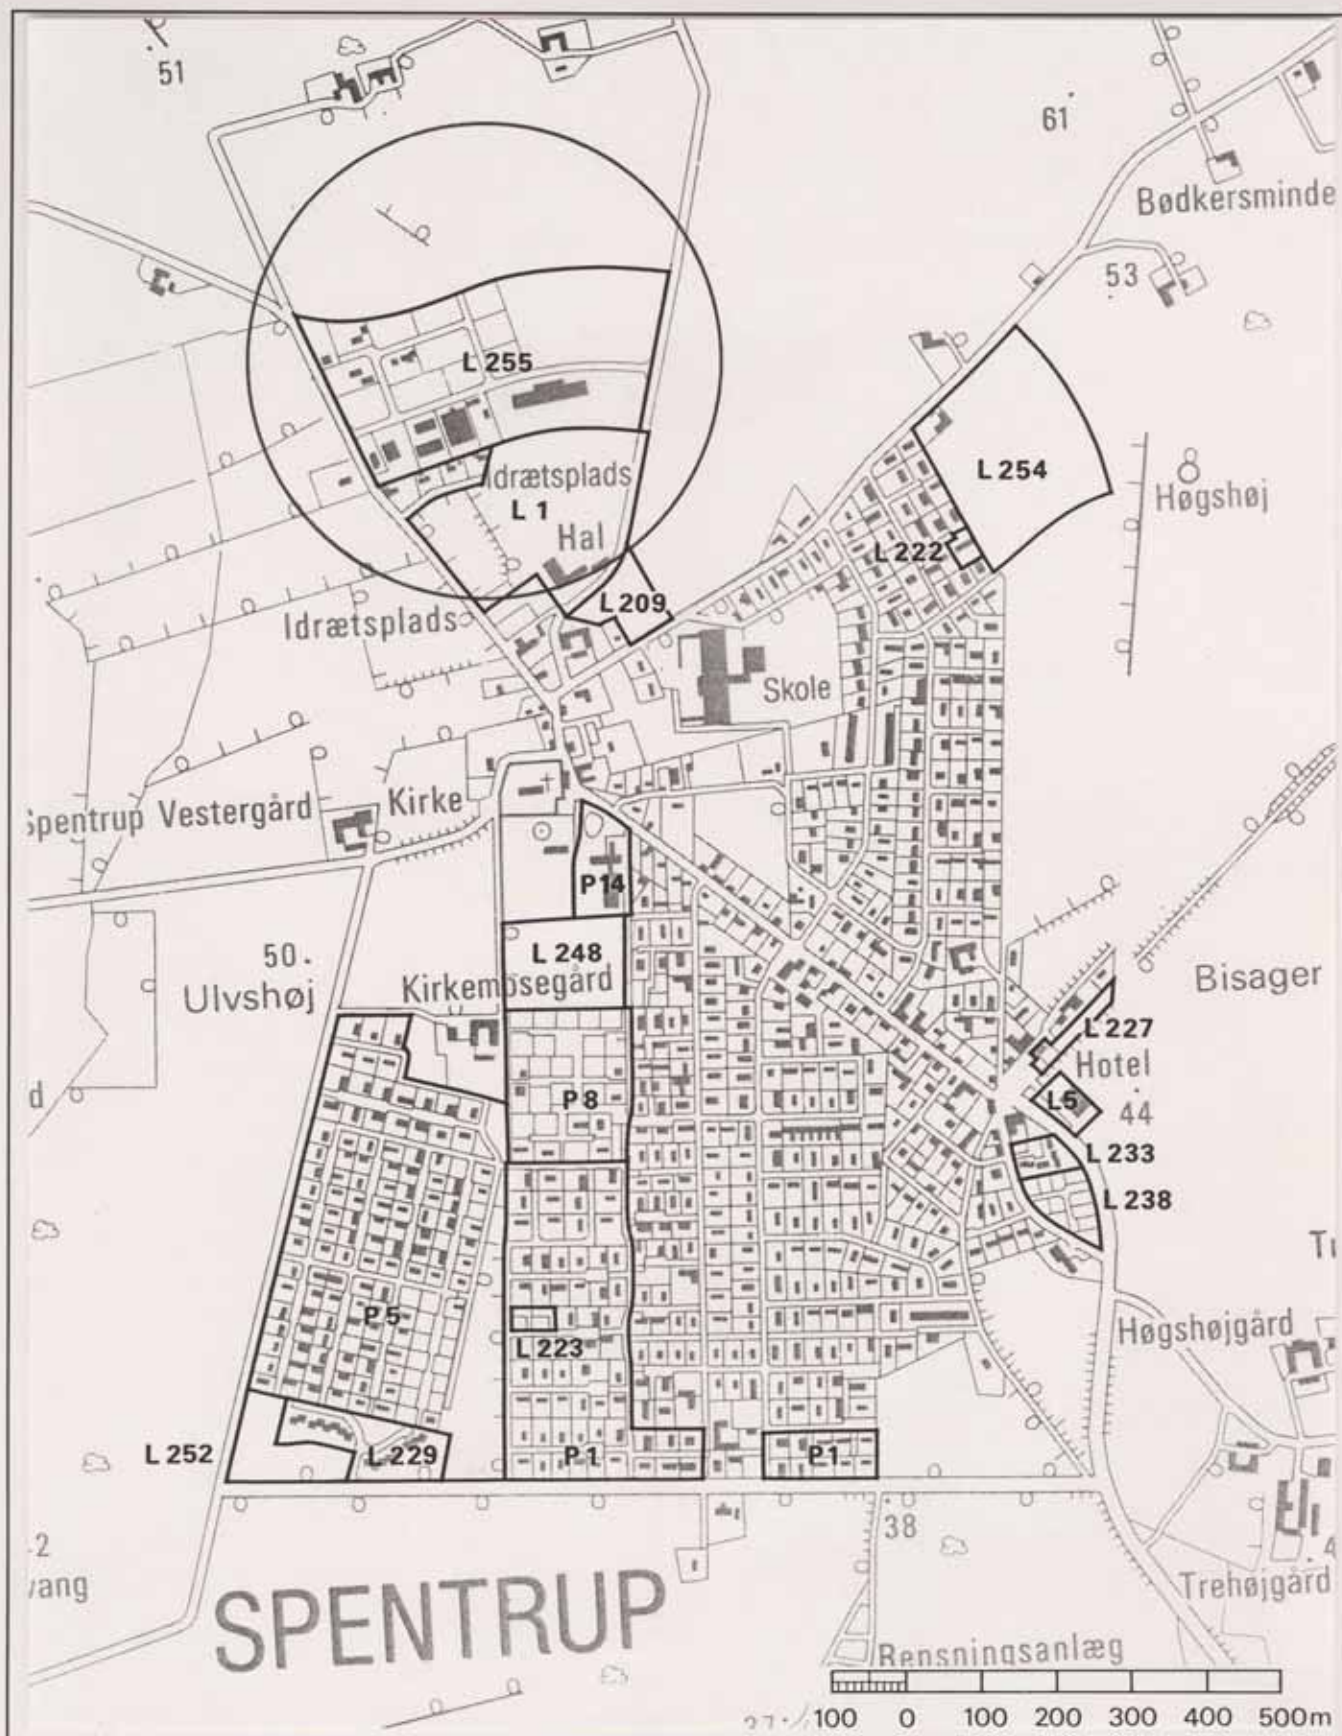 51
61
Bødkersminde
53
L 255
L 254
Idrætsplads
Høgshøj
L 1
Hal
L 222
L 209
Idrætsplads
Skole
Kirke
Spentrup Vestergård
P 14
L 248
50.
Kirkemosegård
Ulvshøj
Bisager
L 227
Hotel
d
P 8
L5
44
L 233
L 238
P 5
Høgshøjgård
L 223
L 252
L 229
P 1
P1
38
vang
Trehøjgård
SPENTRUP
Rensningsanlæg
100 0 100 200 300 400 500m